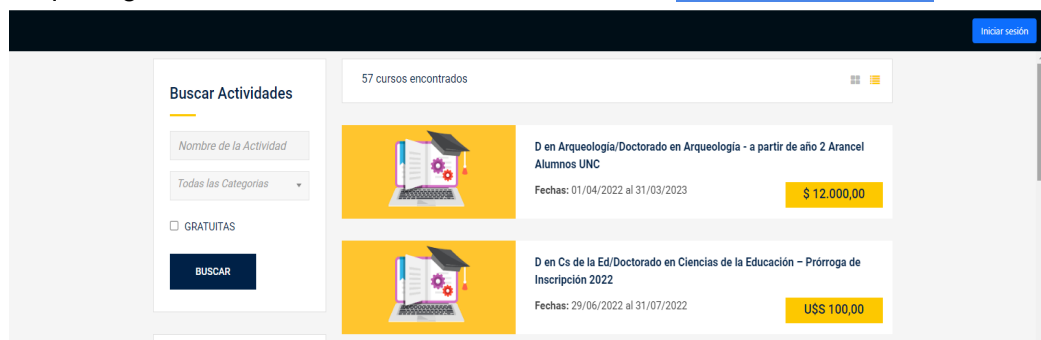 Iniciar sesión
Buscar Actividades
Nombre de la Actividad
Todas las Categorias
GRATUITAS
BUSCAR
57 cursos encontrados
D en Arqueología/Doctorado en Arqueología - a partir de año 2 Arancel
Alumnos UNC
Fechas: 01/04/2022 al 31/03/2023
$ 12.000,00
D en Cs de la Ed/Doctorado en Ciencias de la Educación – Prórroga de
Inscripción 2022
Fechas: 29/06/2022 al 31/07/2022
U$S 100,00